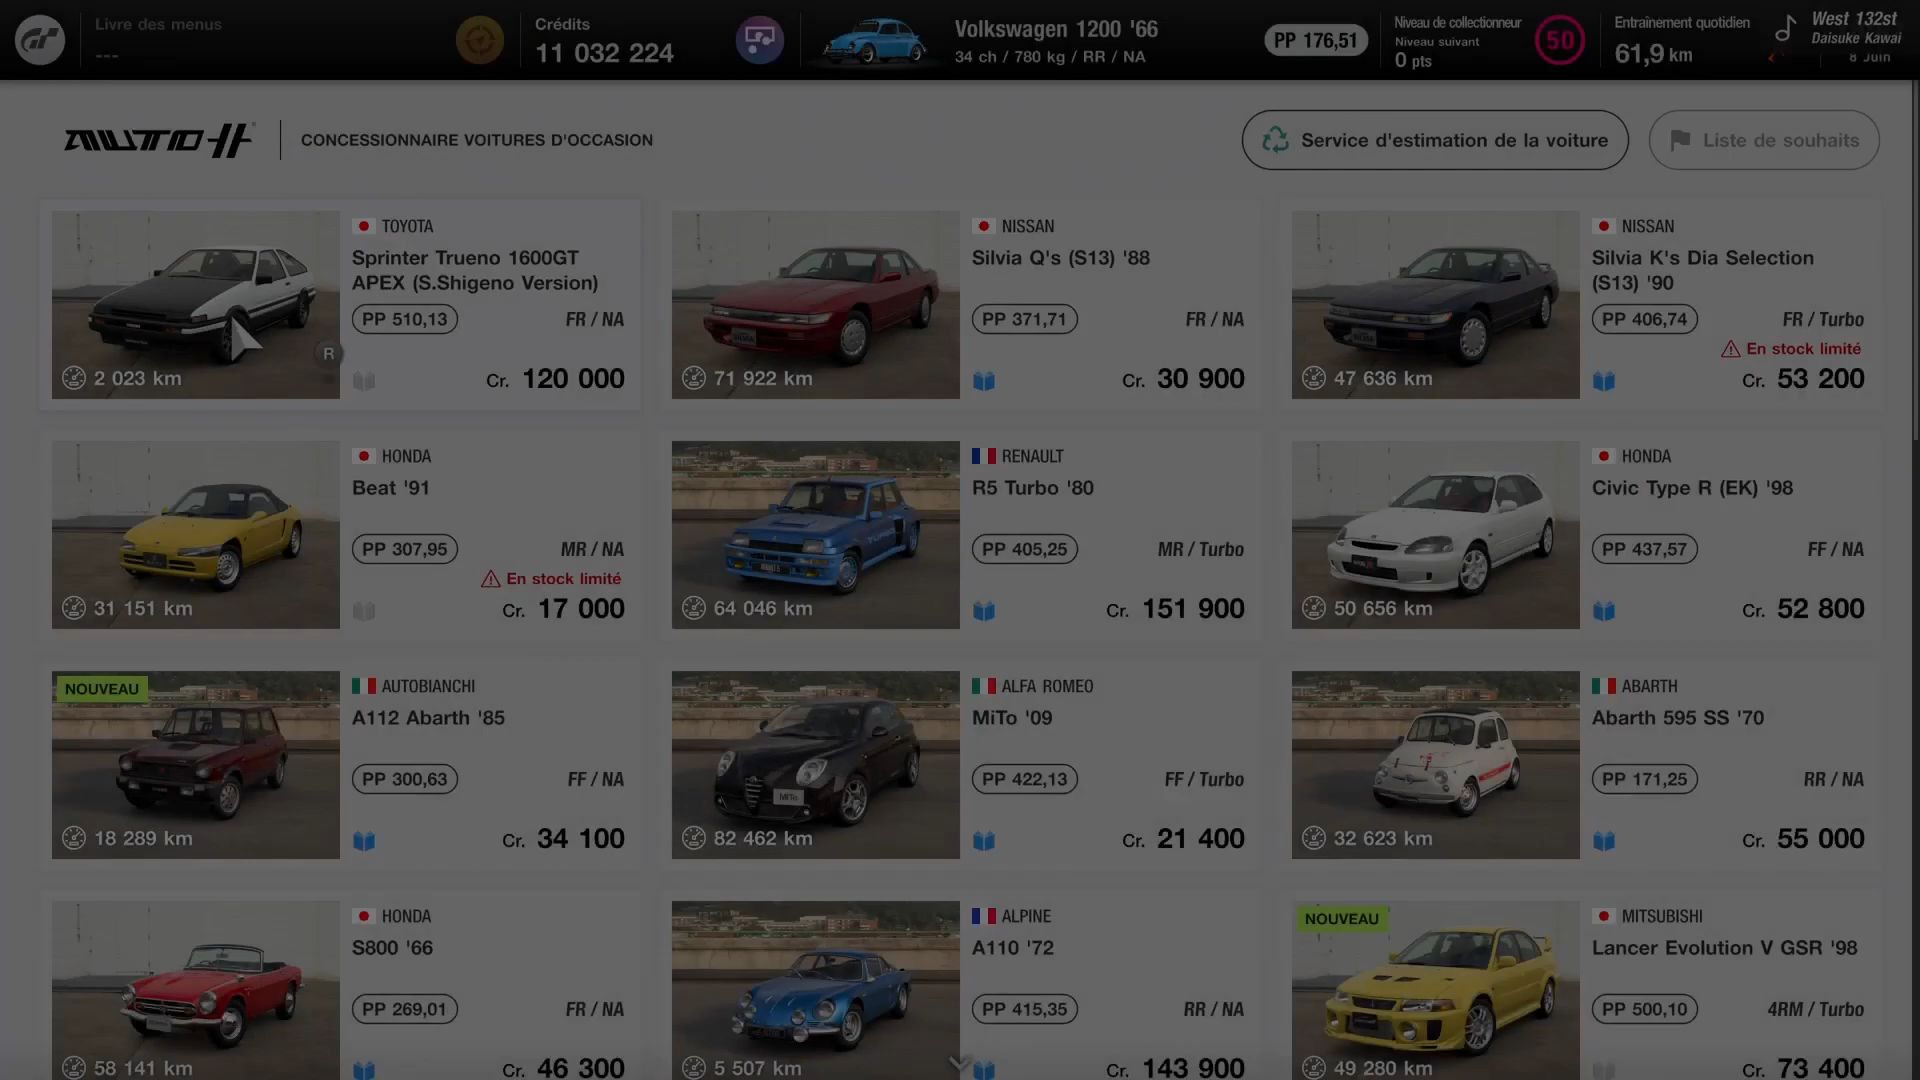 Livre des menus
---
Crédits
11 032 224
Volkswagen 1200 '66
34 ch / 780 kg / RR / NA
PP 176,51
Niveau de collectionneur
Niveau suivant
0 pts
50
Entraînement quotidien
61,9 km
West 132st
Daisuke Kawai
8 Juin
AUTO
CONCESSIONNAIRE VOITURES D'OCCASION
Service d'estimation de la voiture
Liste de souhaits
TOYOTA
Sprinter Trueno 1600GT
APEX (S.Shigeno Version)
PP 510,13
FR / NA
R
2 023 km
Cr. 120 000
NISSAN
Silvia Q's (S13) '88
PP 371,71
FR / NA
71 922 km
Cr. 30 900
NISSAN
Silvia K's Dia Selection
(S13) '90
PP 406,74
FR / Turbo
En stock limité
47 636 km
Cr. 53 200
HONDA
Beat '91
PP 307,95
MR / NA
En stock limité
31 151 km
Cr. 17 000
RENAULT
R5 Turbo '80
PP 405,25
MR / Turbo
64 046 km
Cr. 151 900
HONDA
Civic Type R (EK) '98
PP 437,57
FF / NA
50 656 km
Cr. 52 800
NOUVEAU
AUTOBIANCHI
A112 Abarth '85
PP 300,63
FF / NA
18 289 km
Cr. 34 100
ALFA ROMEO
MiTo '09
PP 422,13
FF / Turbo
MiTo
82 462 km
Cr. 21 400
ABARTH
Abarth 595 SS '70
PP 171,25
RR / NA
32 623 km
Cr. 55 000
HONDA
S800 '66
PP 269,01
FR / NA
58 141 km
Cr. 46 300
ALPINE
A110 '72
PP 415,35
RR / NA
5 507 km
Cr. 143 900
NOUVEAU
MITSUBISHI
Lancer Evolution V GSR '98
PP 500,10
4RM / Turbo
49 280 km
Cr. 73 400